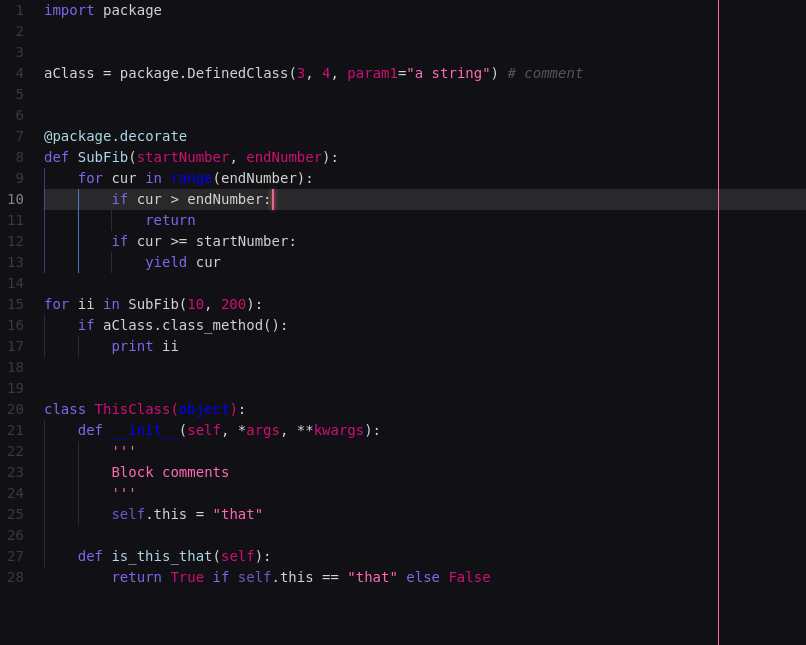 1 import package
2
3
4 aClass = package.DefinedClass(3, 4, param1="a string") # comment
5
6
7 @package.decorate
8 def SubFib(startNumber, endNumber):
9     for cur in range(endNumber):
10         if cur > endNumber:
11             return
12         if cur >= startNumber:
13             yield cur
14
15 for ii in SubFib(10, 200):
16     if aClass.class_method():
17         print ii
18
19
20 class ThisClass(object):
21     def __init__(self, *args, **kwargs):
22         '''
23         Block comments
24         '''
25         self.this = "that"
26
27     def is_this_that(self):
28         return True if self.this == "that" else False